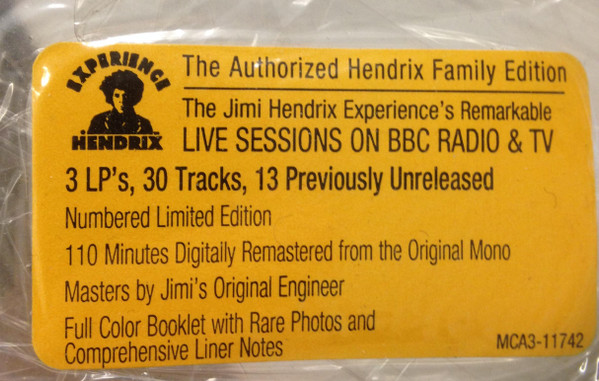 EXPERIENCE
HENDRIX
The Authorized Hendrix Family Edition
The Jimi Hendrix Experience's Remarkable
LIVE SESSIONS ON BBC RADIO & TV
3 LP's, 30 Tracks, 13 Previously Unreleased
Numbered Limited Edition
110 Minutes Digitally Remastered from the Original Mono
Masters by Jimi's Original Engineer
Full Color Booklet with Rare Photos and
Comprehensive Liner Notes
MCA3-11742